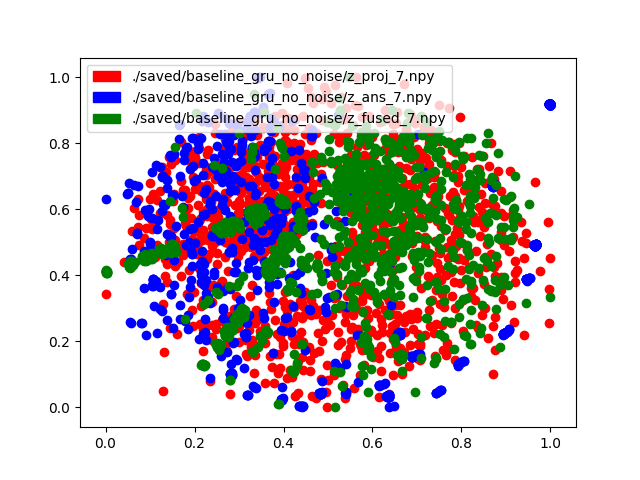 ./saved/baseline_gru_no_noise/z_proj_7.npy
./saved/baseline_gru_no_noise/z_ans_7.npy
./saved/baseline_gru_no_noise/z_fused_7.npy
1.0
0.8
0.6
0.4
0.2
0.0
0.0 0.2 0.4 0.6 0.8 1.0